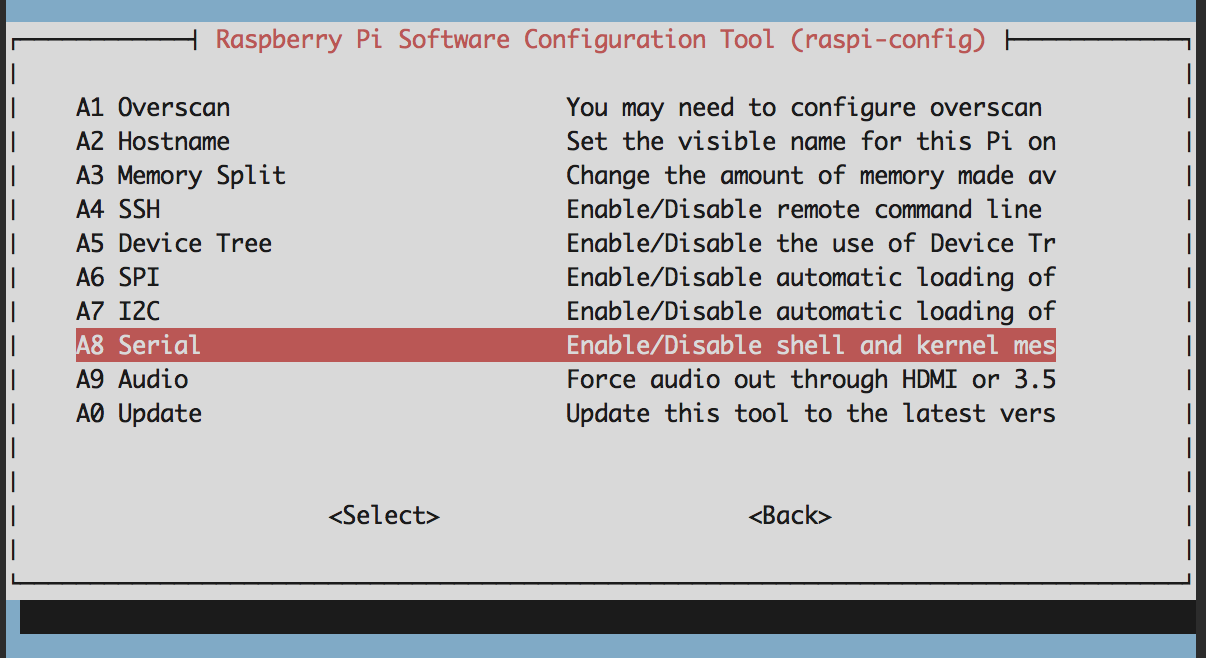 Raspberry Pi Software Configuration Tool (raspi-config)
A1 Overscan You may need to configure overscan
A2 Hostname Set the visible name for this Pi on
A3 Memory Split Change the amount of memory made av
A4 SSH Enable/Disable remote command line
A5 Device Tree Enable/Disable the use of Device Tr
A6 SPI Enable/Disable automatic loading of
A7 I2C Enable/Disable automatic loading of
A8 Serial Enable/Disable shell and kernel mes
A9 Audio Force audio out through HDMI or 3.5
A0 Update Update this tool to the latest vers
<Select> <Back>